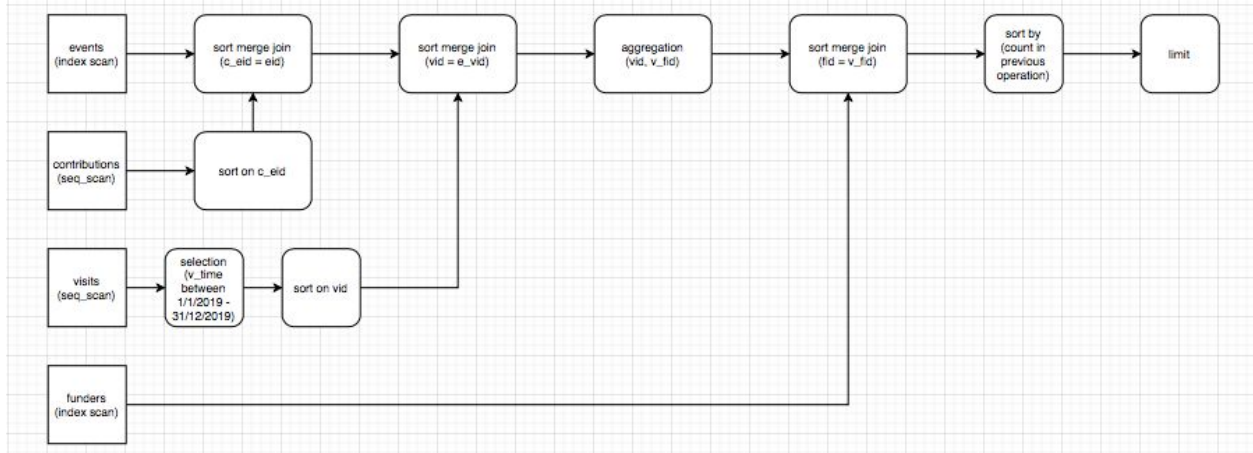 events
(index scan)
sort merge join
(c_eid = eid)
sort merge join
(vid = e_vid)
aggregation
(vid, v_fid)
sort merge join
(fid = v_fid)
sort by
(count in
previous
operation)
limit
contributions
(seq_scan)
sort on c_eid
visits
(seq_scan)
selection
(v_time
between
1/1/2019 -
31/12/2019)
sort on vid
funders
(index scan)